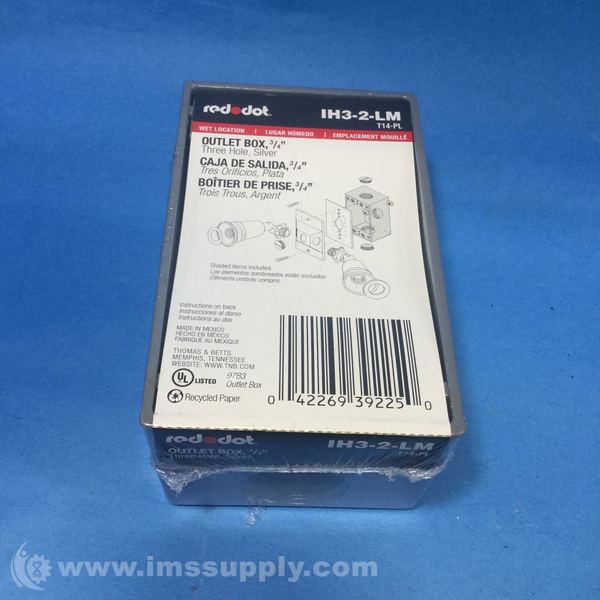 red•dot.
IH3-2-LM
T14-PL
WET LOCATION | LUGAR HÚMEDO | EMPLACEMENT MOUILLÉ
OUTLET BOX, 3/4"
Three Hole, Silver
CAJA DE SALIDA, 3/4"
Tres Orificios, Plata
BOÎTIER DE PRISE, 3/4"
Trois Trous, Argent
Shaded items included
Los elementos sombreados están incluidos
Éléments ombrés compris
Instructions on back
Instrucciones al dorso
Instructions au dos
MADE IN MEXICO
HECHO EN MÉXICO
FABRIQUÉ AU MEXIQUE
THOMAS & BETTS
MEMPHIS, TENNESSEE
WEBSITE: WWW.TNB.COM
UL LISTED 97B3
Outlet Box
Recycled Paper
0 42269 39225 0
red•dot. IH3-2-LM
OUTLET BOX, 3/4" T14-PL
Three Hole, Silver
© www.imssupply.com/